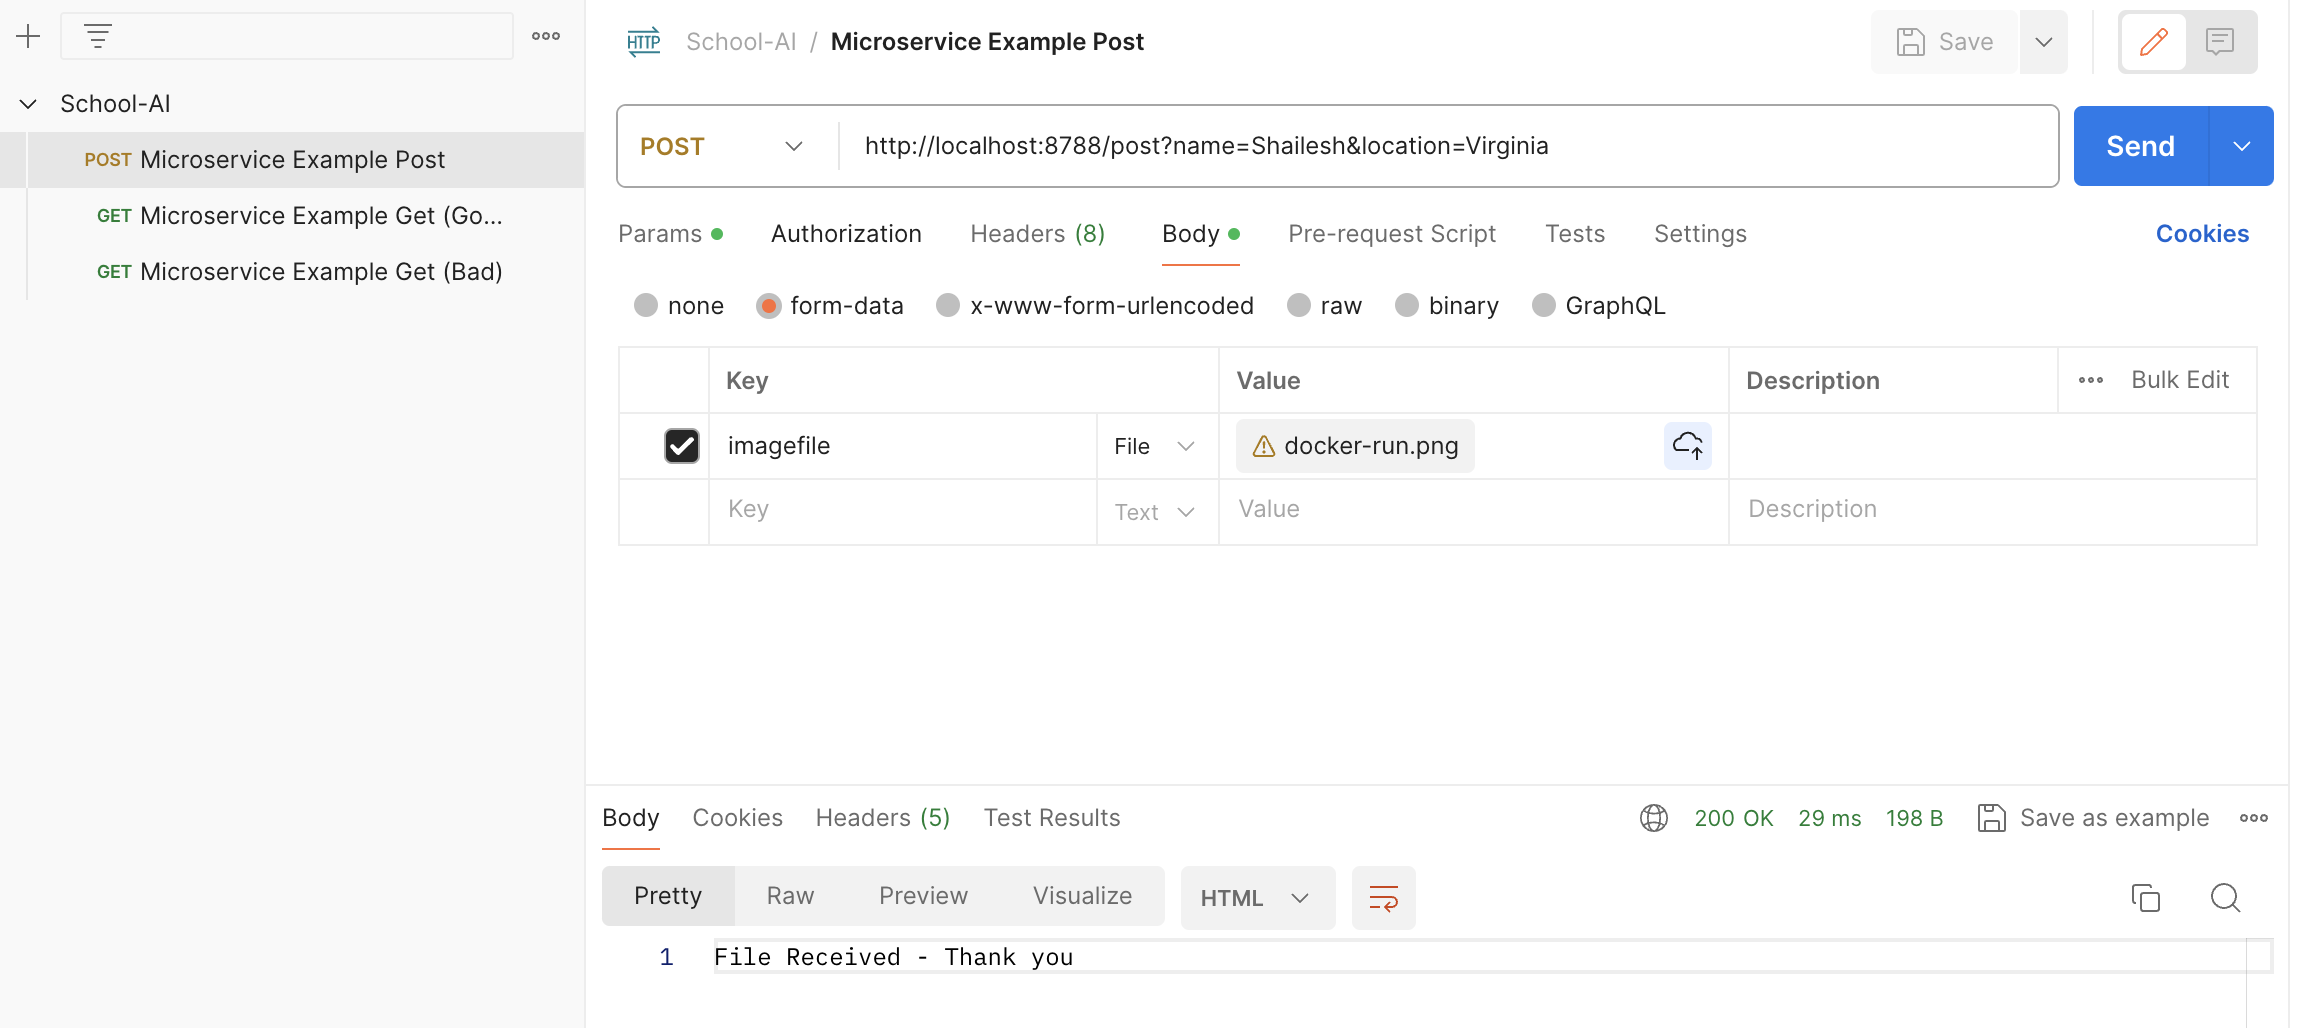 School-AI
POST Microservice Example Post
GET Microservice Example Get (Go...
GET Microservice Example Get (Bad)
HTTP School-AI / Microservice Example Post
Save
POST http://localhost:8788/post?name=Shailesh&location=Virginia Send
Params Authorization Headers (8) Body Pre-request Script Tests Settings Cookies
none form-data x-www-form-urlencoded raw binary GraphQL
Key Value Description Bulk Edit
imagefile File docker-run.png
Key Text Value Description
Body Cookies Headers (5) Test Results 200 OK 29 ms 198 B Save as example
Pretty Raw Preview Visualize HTML
1 File Received - Thank you